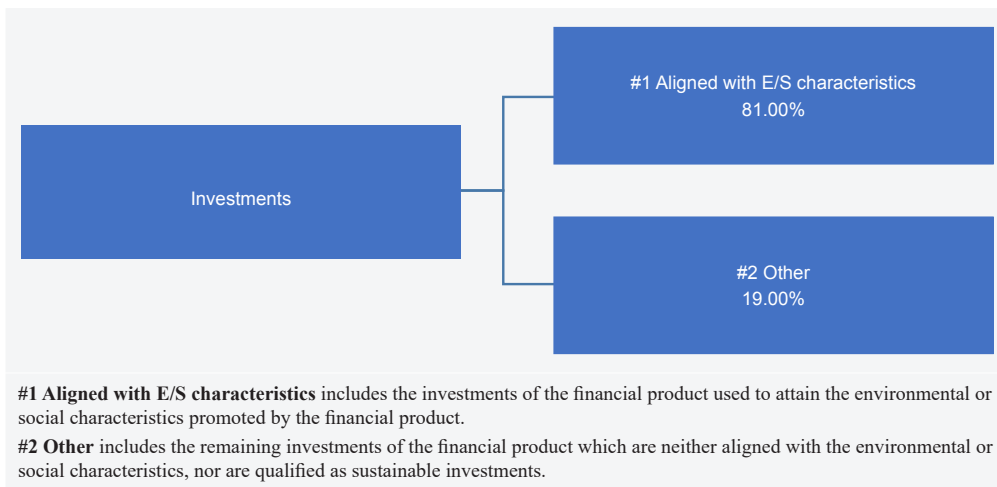 #1 Aligned with E/S characteristics
81.00%
Investments
#2 Other
19.00%
#1 Aligned with E/S characteristics includes the investments of the financial product used to attain the environmental or
social characteristics promoted by the financial product.
#2 Other includes the remaining investments of the financial product which are neither aligned with the environmental or
social characteristics, nor are qualified as sustainable investments.